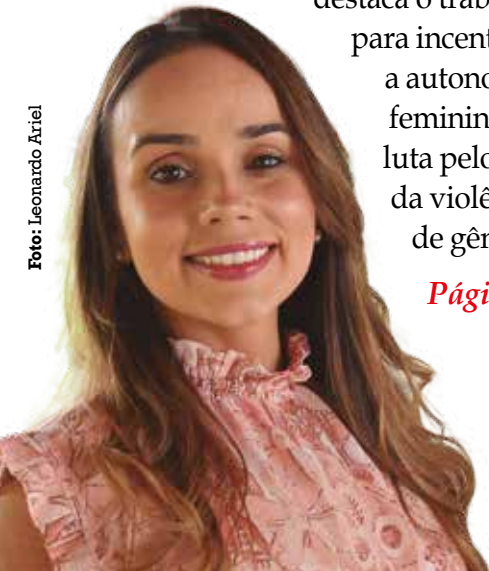 destaca o trab
para incent
a autono
feminin
luta pelo
da violê
de gên
Pági
Foto: Leonardo Ariel